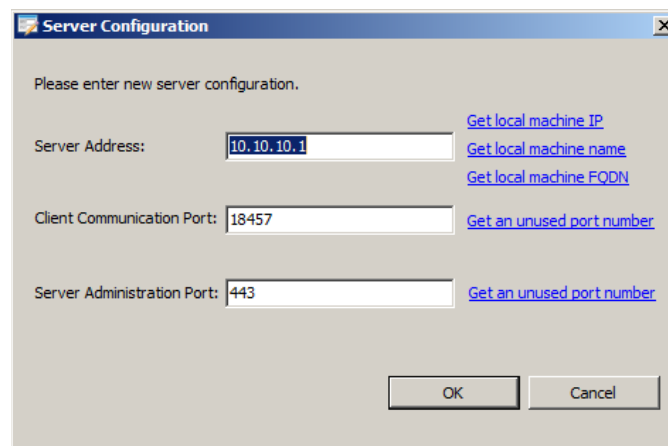 Server Configuration
Please enter new server configuration.
Get local machine IP
Server Address: 10.10.10.1 Get local machine name
Get local machine FQDN
Client Communication Port: 18457 Get an unused port number
Server Administration Port: 443 Get an unused port number
OK Cancel